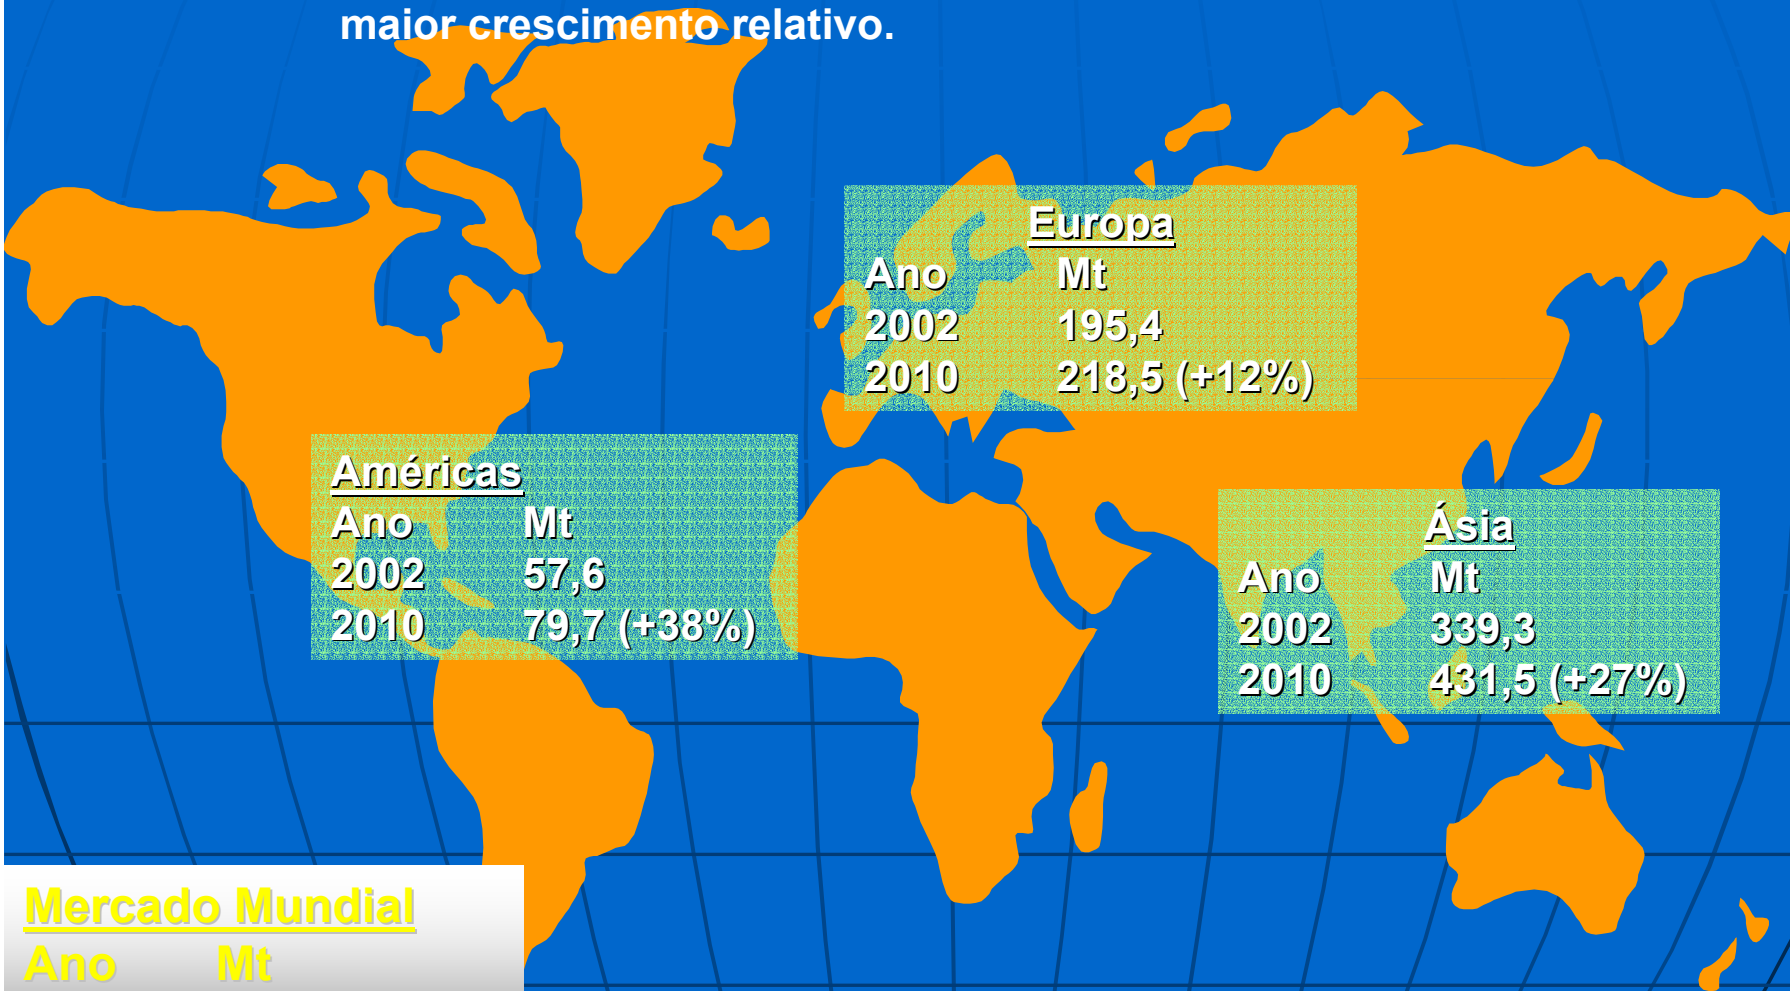 maior crescimento relativo.
Europa
Ano Mt
2002 195,4
2010 218,5 (+12%)
Américas
Ano Mt
2002 57,6
2010 79,7 (+38%)
Ásia
Ano Mt
2002 339,3
2010 431,5 (+27%)
Mercado Mundial
Ano Mt